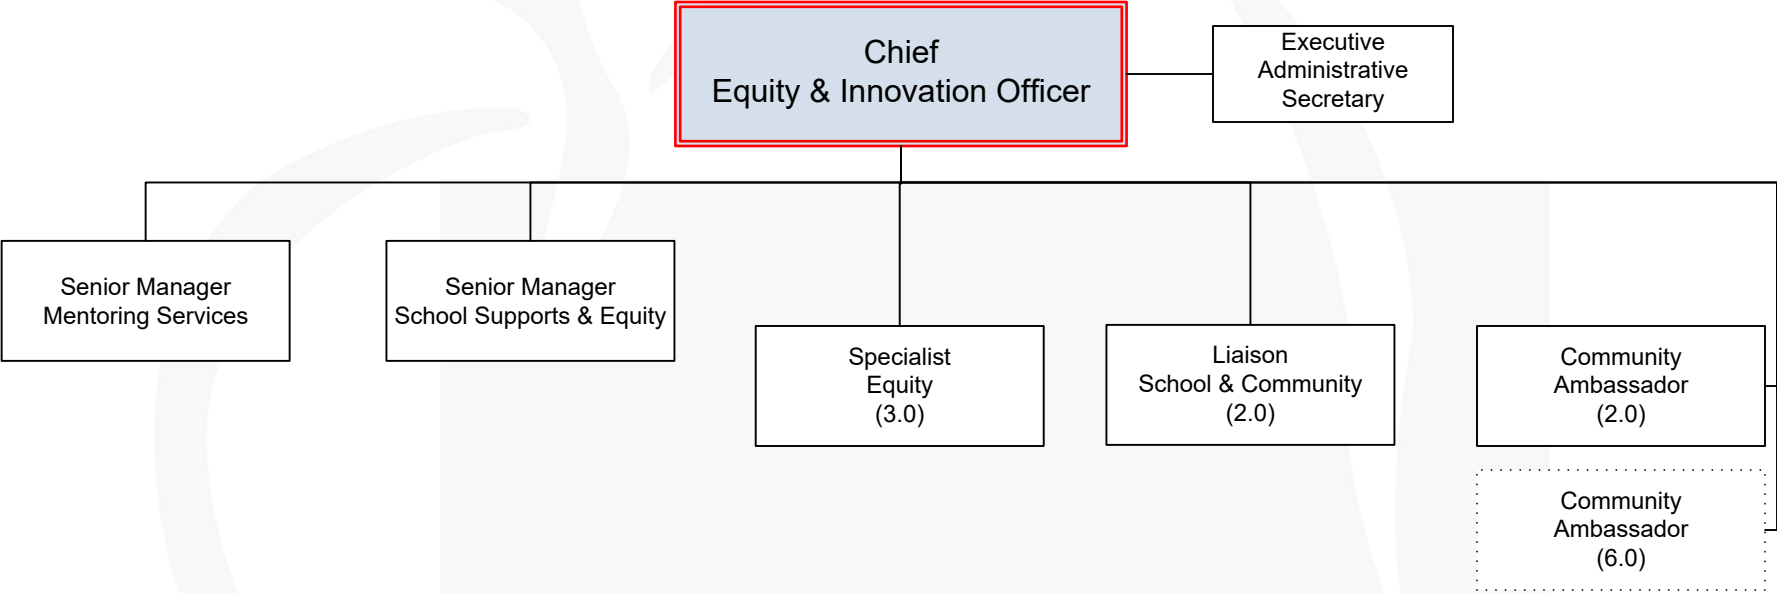 Chief
Equity & Innovation Officer
Executive
Administrative
Secretary
Senior Manager
Mentoring Services
Senior Manager
School Supports & Equity
Specialist
Equity
(3.0)
Liaison
School & Community
(2.0)
Community
Ambassador
(2.0)
Community
Ambassador
(6.0)